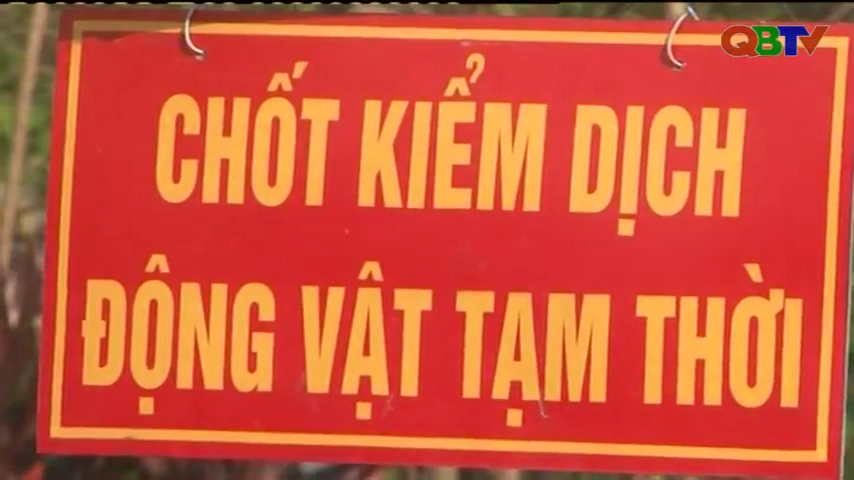 QBTV
CHỐT KIỂM DỊCH
ĐỘNG VẬT TẠM THỜI